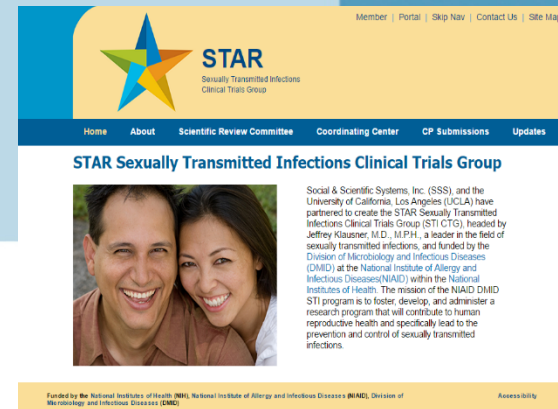 Member | Portal | Skip Nav | Contact Us | Site Map
STAR
Sexually Transmitted Infections
Clinical Trials Group
Home About Scientific Review Committee Coordinating Center CP Submissions Updates
STAR Sexually Transmitted Infections Clinical Trials Group
Social & Scientific Systems, Inc. (SSS), and the
University of California, Los Angeles (UCLA) have
partnered to create the STAR Sexually Transmitted
Infections Clinical Trials Group (STI CTG), headed by
Jeffrey Klausner, M.D., M.P.H., a leader in the field of
sexually transmitted infections, and funded by the
Division of Microbiology and Infectious Diseases
(DMID) at the National Institute of Allergy and
Infectious Diseases(NIAID) within the National
Institutes of Health. The mission of the NIAID DMID
STI program is to foster, develop, and administer a
research program that will contribute to human
reproductive health and specifically lead to the
prevention and control of sexually transmitted
infections.
Funded by the National Institutes of Health (NIH), National Institute of Allergy and Infectious Diseases (NIAID), Division of
Microbiology and Infectious Diseases (DMID)
Accessibility